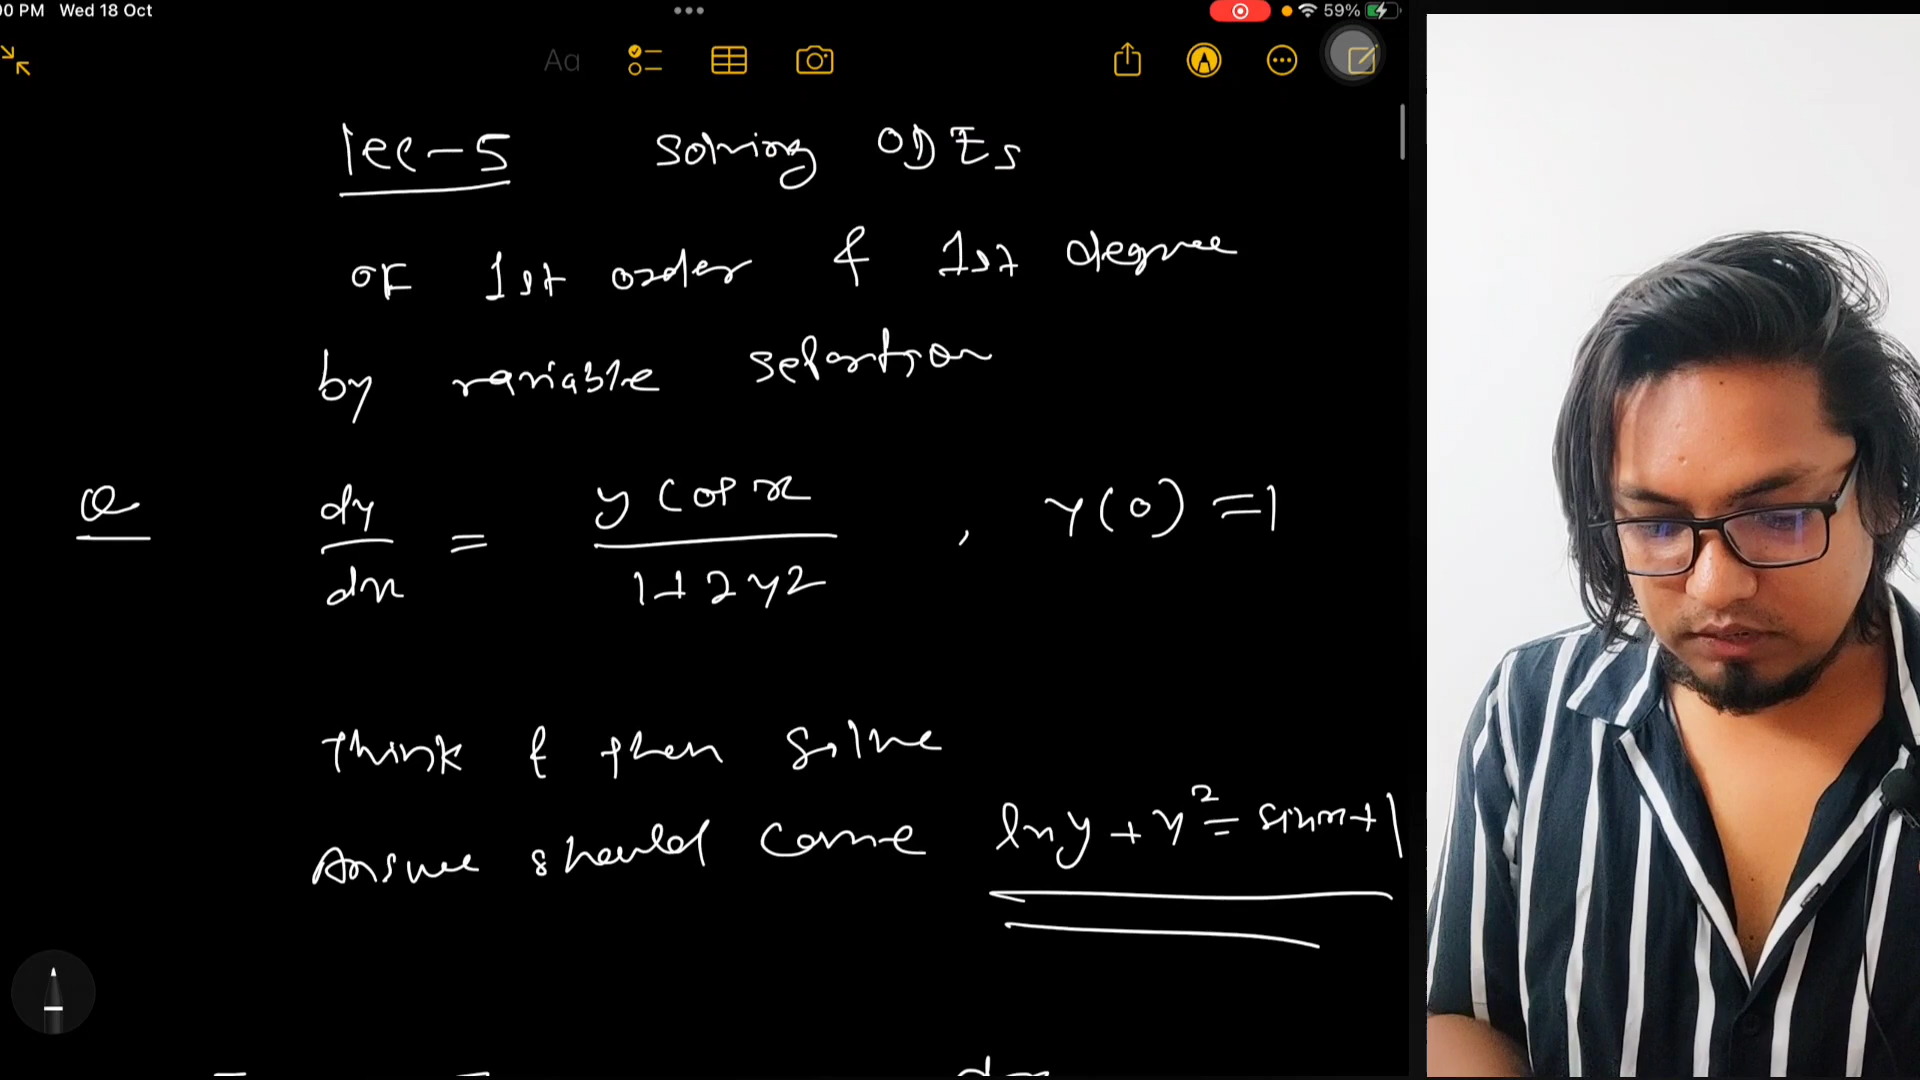 00 PM Wed 18 Oct
59%
Aa
lec-5 Solving ODEs
OF 1st order & 1st degree
by variable separation
Q dy/dx = y cos x / 1+2y2 , y(0) =1
Think & then solve
Answer should come ln y + y² = sin x + 1